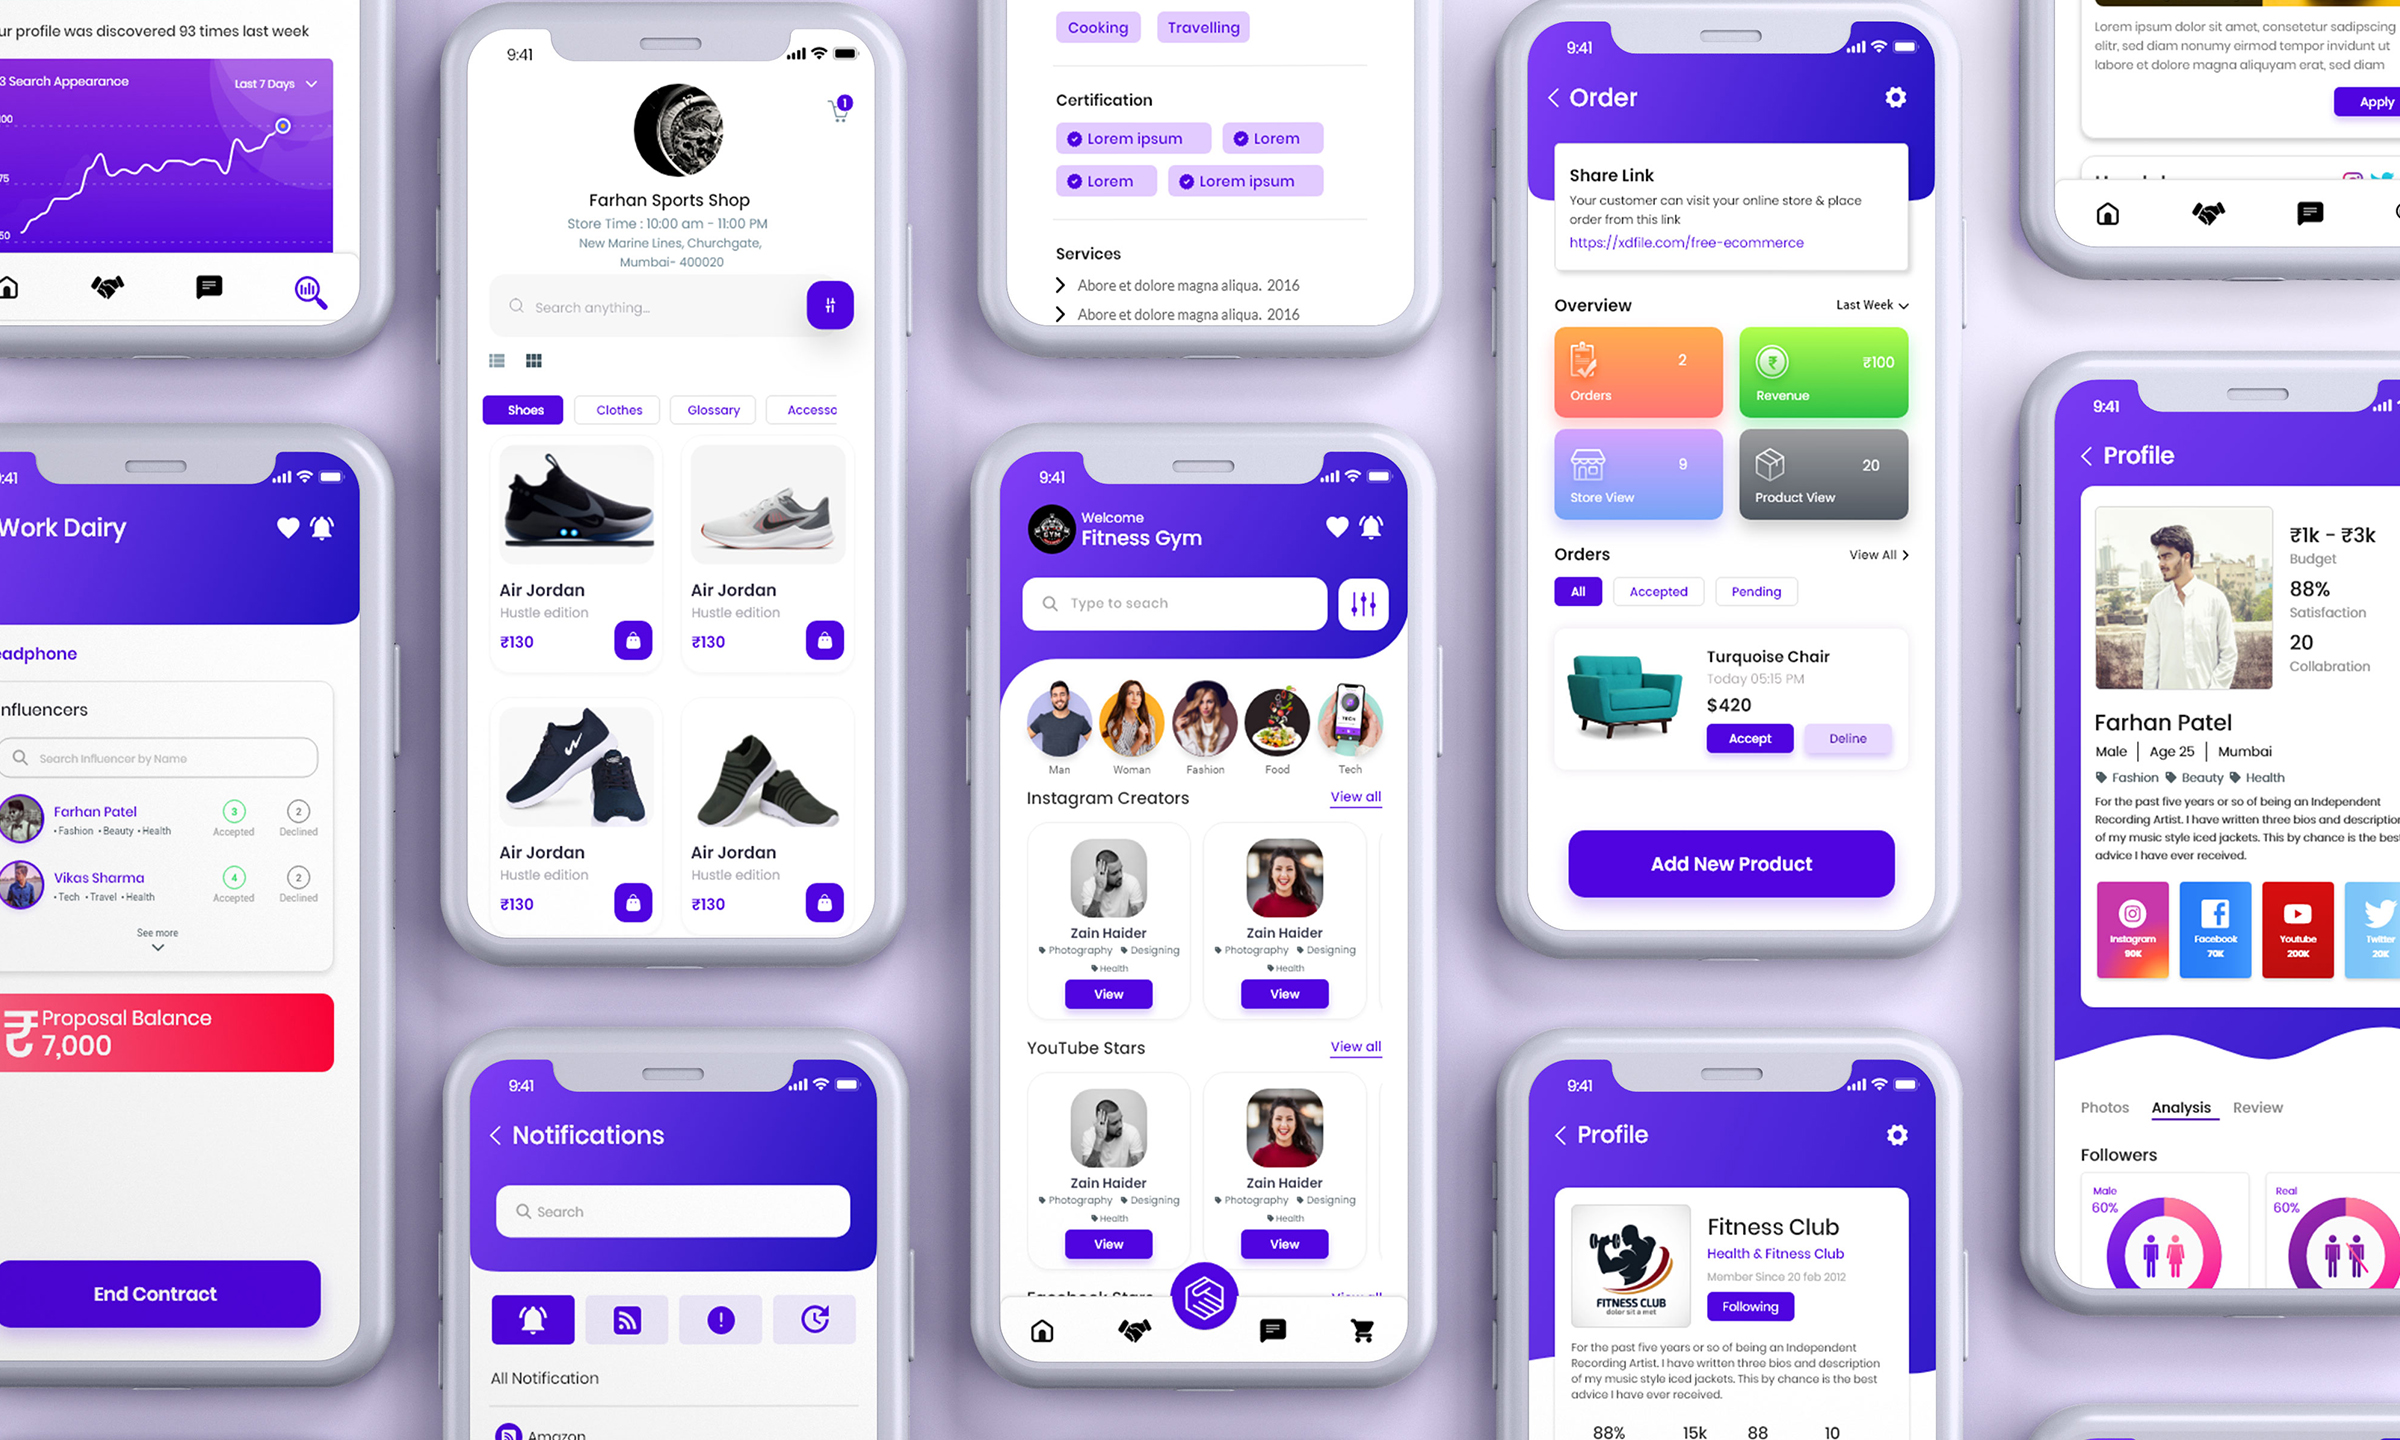 ur profile was discovered 93 times last week
3 Search Appearance
Last 7 Days
100
75
50
9:41
Work Dairy
eadphone
nfluencers
Search Influencer by Name
Farhan Patel
• Fashion • Beauty • Health
3
Accepted
2
Declined
Vikas Sharma
• Tech • Travel • Health
4
Accepted
2
Declined
See more
₹ Proposal Balance
7,000
End Contract
9:41
1
Farhan Sports Shop
Store Time : 10:00 am - 11:00 PM
New Marine Lines, Churchgate,
Mumbai- 400020
Search anything...
Shoes
Clothes
Glossary
Accesso
Air Jordan
Hustle edition
₹130
Air Jordan
Hustle edition
₹130
Air Jordan
Hustle edition
₹130
Air Jordan
Hustle edition
₹130
9:41
Notifications
Search
All Notification
Amazon
Cooking
Travelling
Certification
Lorem ipsum
Lorem
Lorem
Lorem ipsum
Services
Abore et dolore magna aliqua. 2016
Abore et dolore magna aliqua. 2016
9:41
GYM
Welcome
Fitness Gym
Type to seach
TECH
Man
Woman
Fashion
Food
Tech
Instagram Creators
View all
Zain Haider
Photography
Designing
Health
View
Zain Haider
Photography
Designing
Health
View
YouTube Stars
View all
Zain Haider
Photography
Designing
Health
View
Zain Haider
Photography
Designing
Health
View
Facebook Stars
View all
9:41
Order
Share Link
Your customer can visit your online store & place
order from this link
https://xdfile.com/free-ecommerce
Overview
Last Week
2
Orders
₹100
Revenue
9
Store View
20
Product View
Orders
View All
All
Accepted
Pending
Turquoise Chair
Today 05:15 PM
$420
Accept
Deline
Add New Product
9:41
Profile
FITNESS CLUB
dolor sit a met
Fitness Club
Health & Fitness Club
Member Since 20 feb 2012
Following
For the past five years or so of being an Independent
Recording Artist. I have written three bios and description
of my music style iced jackets. This by chance is the best
advice I have ever received.
88%
15k
88
10
Lorem ipsum dolor sit amet, consetetur sadipscing
elitr, sed diam nonumy eirmod tempor invidunt ut
labore et dolore magna aliquyam erat, sed diam
Apply
9:41
Profile
₹1k - ₹3k
Budget
88%
Satisfaction
20
Collabration
Farhan Patel
Male
Age 25
Mumbai
Fashion
Beauty
Health
For the past five years or so of being an Independent
Recording Artist. I have written three bios and description
of my music style iced jackets. This by chance is the best
advice I have ever received.
Instagram
90K
Facebook
70K
Youtube
200K
Twitter
20K
Photos
Analysis
Review
Followers
Male
60%
Real
60%